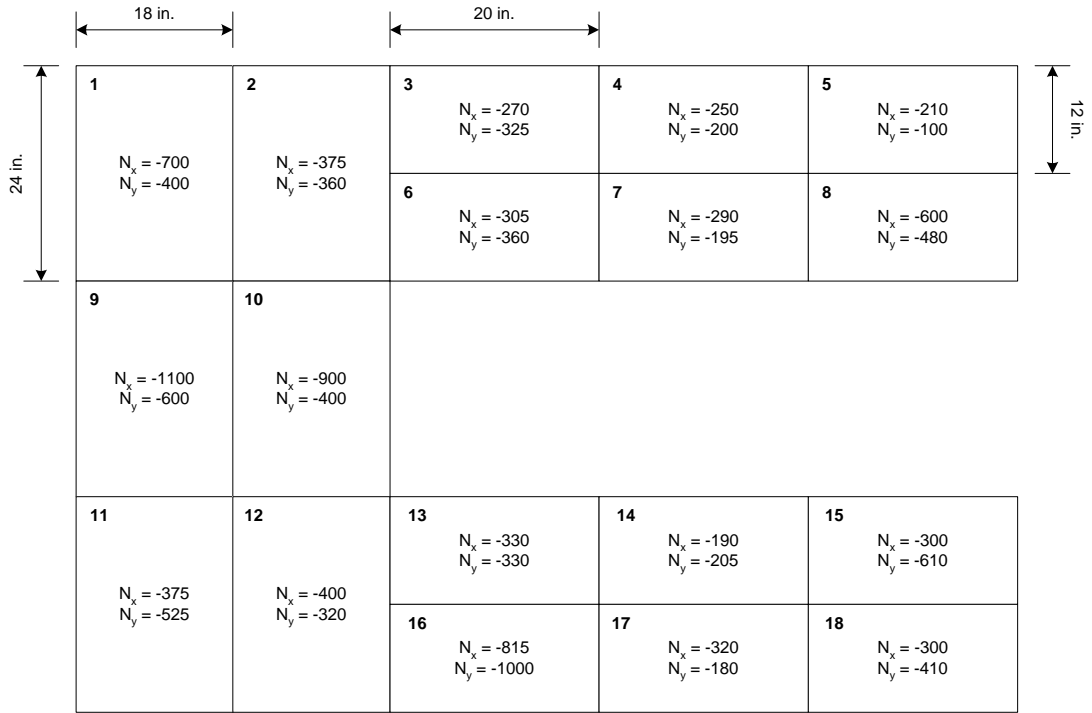 18 in.
20 in.
24 in.
12 in.
1
N_x = -700
N_y = -400
2
N_x = -375
N_y = -360
3
N_x = -270
N_y = -325
4
N_x = -250
N_y = -200
5
N_x = -210
N_y = -100
6
N_x = -305
N_y = -360
7
N_x = -290
N_y = -195
8
N_x = -600
N_y = -480
9
N_x = -1100
N_y = -600
10
N_x = -900
N_y = -400
11
N_x = -375
N_y = -525
12
N_x = -400
N_y = -320
13
N_x = -330
N_y = -330
14
N_x = -190
N_y = -205
15
N_x = -300
N_y = -610
16
N_x = -815
N_y = -1000
17
N_x = -320
N_y = -180
18
N_x = -300
N_y = -410